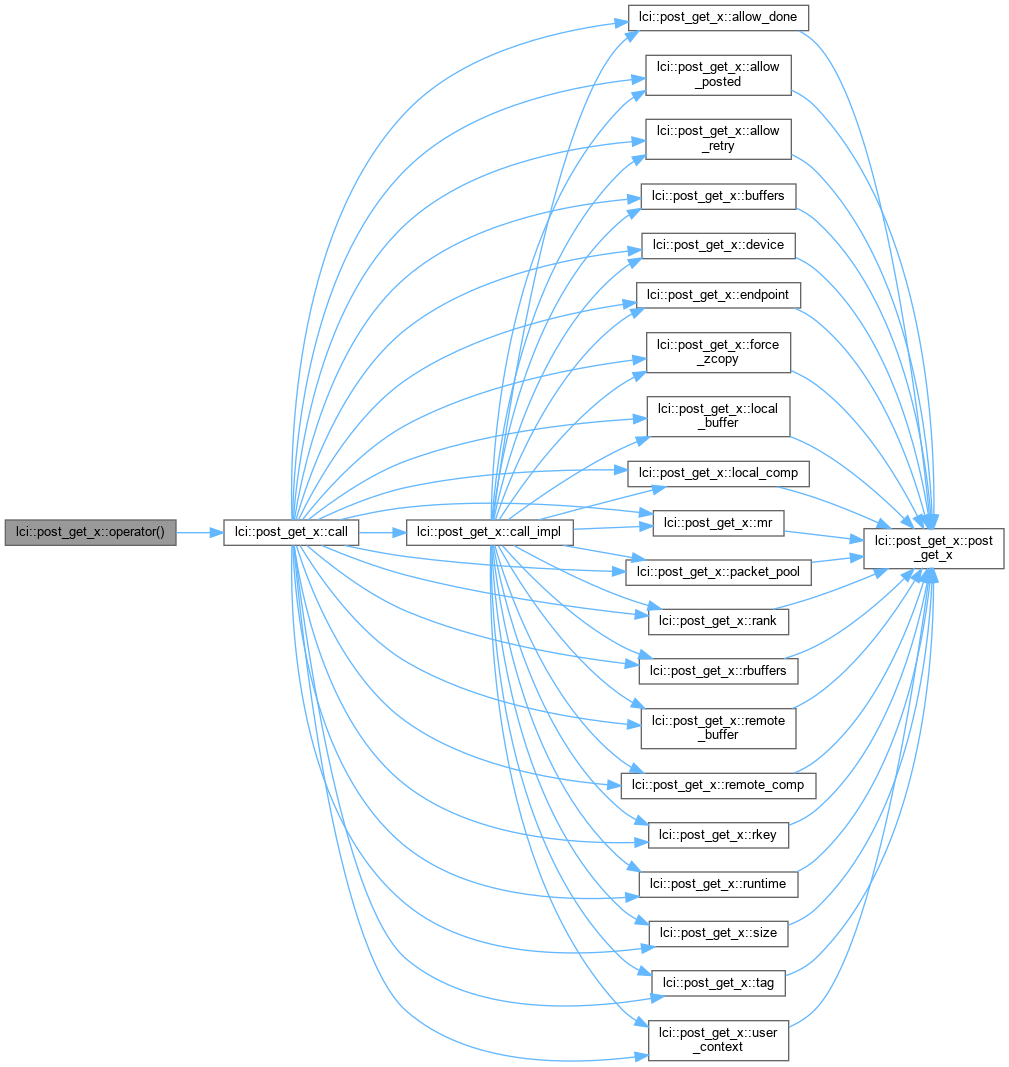 lci::post_get_x::allow_done
lci::post_get_x::allow
_posted
lci::post_get_x::allow
_retry
lci::post_get_x::buffers
lci::post_get_x::device
lci::post_get_x::endpoint
lci::post_get_x::force
_zcopy
lci::post_get_x::local
_buffer
lci::post_get_x::local_comp
lci::post_get_x::operator()
lci::post_get_x::call
lci::post_get_x::call_impl
lci::post_get_x::mr
lci::post_get_x::post
_get_x
lci::post_get_x::packet_pool
lci::post_get_x::rank
lci::post_get_x::rbuffers
lci::post_get_x::remote
_buffer
lci::post_get_x::remote_comp
lci::post_get_x::rkey
lci::post_get_x::runtime
lci::post_get_x::size
lci::post_get_x::tag
lci::post_get_x::user
_context